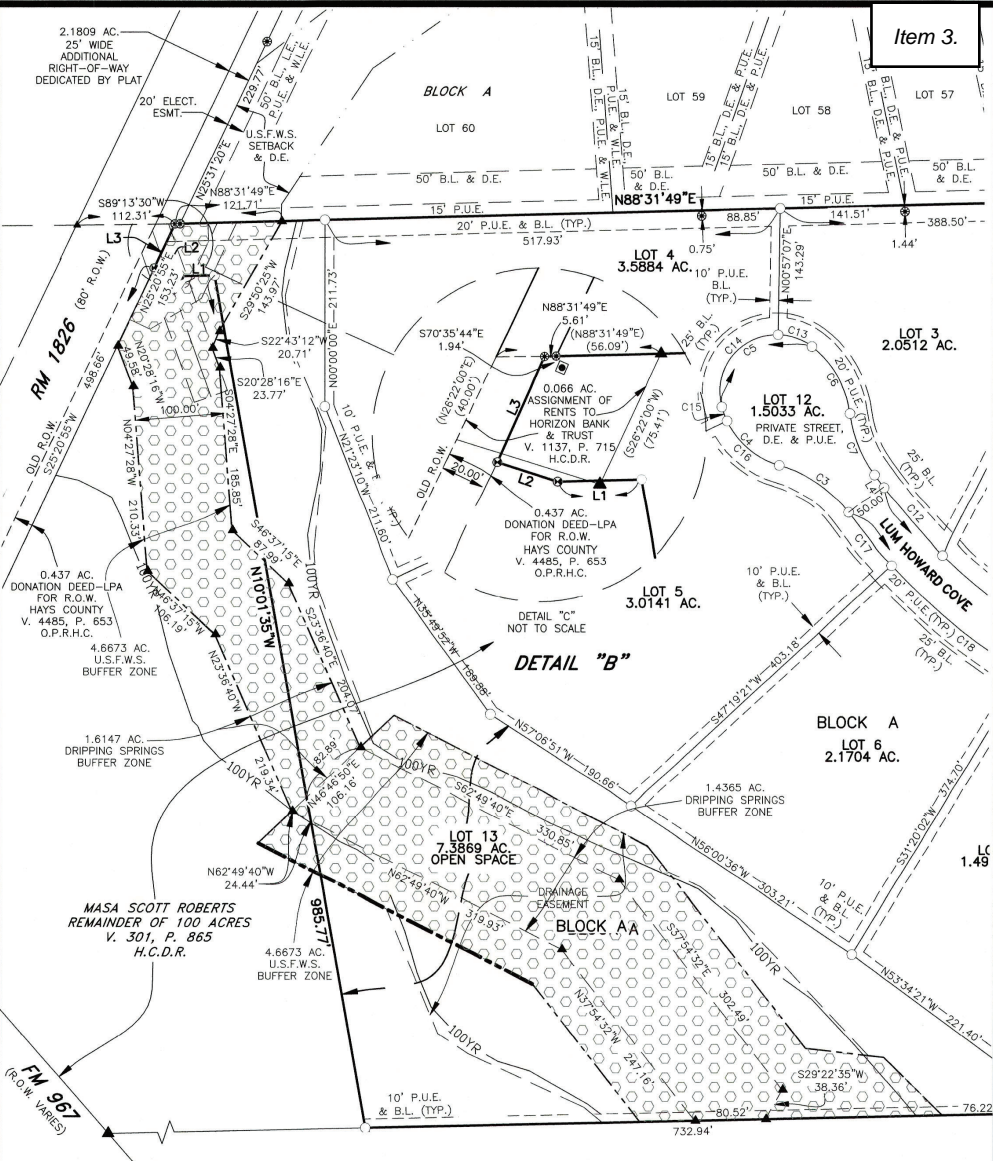 Item 3.
2.1809 AC.
25' WIDE
ADDITIONAL
RIGHT-OF-WAY
DEDICATED BY PLAT
20' ELECT.
ESMT.
229.77'
50' B.L., L.E.,
P.U.E. & W.L.E.
N25°31'20"E
U.S.F.W.S.
SETBACK
& D.E.
BLOCK A
LOT 60
15' B.L., D.E.,
P.U.E. & W.L.E.
15' B.L., D.E.,
P.U.E. & W.L.E.
LOT 59
15' B.L., D.E. & P.U.E.
15' B.L., D.E. & P.U.E.
LOT 58
15' B.L., D.E. & P.U.E.
15' B.L., D.E. & P.U.E.
LOT 57
50' B.L. & D.E.
50' B.L.
& D.E.
50' B.L. & D.E.
50' B.L.
& D.E.
50' B.L.
& D.E.
S89°13'30"W
112.31'
N88°31'49"E
121.71'
N88°31'49"E
15' P.U.E.
15' P.U.E.
20' P.U.E. & B.L. (TYP.)
517.93'
88.85'
141.51'
388.50'
0.75'
1.44'
L3
L2
L1
RM 1826 (80' R.O.W.)
N25°20'55"E
153.23'
S29°50'25"W
143.97'
S22°43'12"W
20.71'
S20°28'16"E
23.77'
N20°28'16"W
49.58'
498.66'
OLD R.O.W.
S25°20'55"W
100.00'
N04°27'28"W
210.33'
S04°27'28"E
185.85'
N00°00'00"E 211.73'
10' P.U.E. &
N21°23'10"W
211.60'
LOT 4
3.5884 AC.
10' P.U.E.
B.L.
(TYP.)
N00°57'07"E
143.29'
LOT 3
2.0512 AC.
25' B.L.
(TYP.)
C14
C5
C13
C6
20' P.U.E (TYP.)
C7
C15
C4
C16
C3
LOT 12
1.5033 AC.
PRIVATE STREET,
D.E. & P.U.E.
25' B.L.
(TYP.)
50.00'
C12
C17
LUM HOWARD COVE
20' P.U.E.(TYP.) C18
25' B.L.
(TYP.)
N88°31'49"E
5.61'
(N88°31'49"E)
(56.09')
S70°35'44"E
1.94'
(N26°22'00"E)
(40.00')
L3
0.066 AC.
ASSIGNMENT OF
RENTS TO
HORIZON BANK
& TRUST
V. 1137, P. 715
H.C.D.R.
(S26°22'00"W)
(75.41')
OLD R.O.W.
20.00'
L2
L1
0.437 AC.
DONATION DEED-LPA
FOR R.O.W.
HAYS COUNTY
V. 4485, P. 653
O.P.R.H.C.
DETAIL "C"
NOT TO SCALE
DETAIL "B"
LOT 5
3.0141 AC.
10' P.U.E.
& B.L.
(TYP.)
S47°19'21"W 403.18'
0.437 AC.
DONATION DEED-LPA
FOR R.O.W.
HAYS COUNTY
V. 4485, P. 653
O.P.R.H.C.
4.6673 AC.
U.S.F.W.S.
BUFFER ZONE
100YR
N46°37'15"W
106.19'
S46°37'15"E
87.99'
N10°01'35"W
100YR
S23°36'40"E
204.07'
N23°36'40"W
219.34'
1.6147 AC.
DRIPPING SPRINGS
BUFFER ZONE
100YR
N35°49'52"W
189.88'
N57°06'51"W
190.66'
BLOCK A
LOT 6
2.1704 AC.
S31°20'02"W 374.70'
1.49
82.89'
N46°46'50"E
106.16'
100YR
S62°49'40"E
330.85'
LOT 13
7.3869 AC.
OPEN SPACE
1.4365 AC.
DRIPPING SPRINGS
BUFFER ZONE
N56°00'36"W
303.21'
10' P.U.E.
& B.L.
(TYP.)
N62°49'40"W
24.44'
N62°49'40"W
319.93'
DRAINAGE
EASEMENT
BLOCK A
MASA SCOTT ROBERTS
REMAINDER OF 100 ACRES
V. 301, P. 865
H.C.D.R.
985.77'
4.6673 AC.
U.S.F.W.S.
BUFFER ZONE
S37°54'32"E
302.49'
100YR
N53°34'21"W
221.40'
N37°54'32"W
247.16'
100YR
S29°22'35"W
38.36'
FM 967
(R.O.W. VARIES)
10' P.U.E.
& B.L. (TYP.)
80.52'
76.22
732.94'